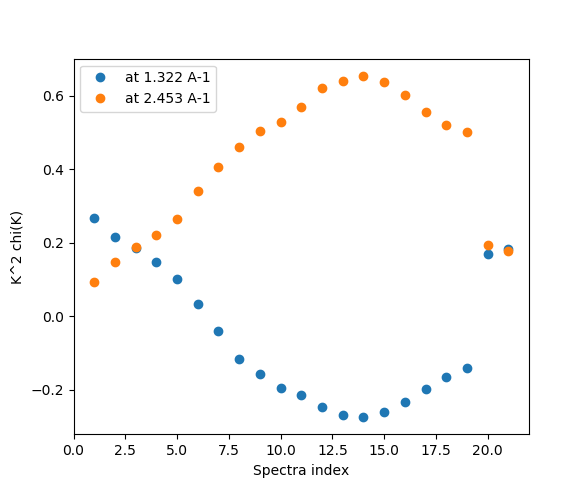 at 1.322 A-1
at 2.453 A-1
K^2 chi(K)
0.6
0.4
0.2
0.0
−0.2
0.0 2.5 5.0 7.5 10.0 12.5 15.0 17.5 20.0
Spectra index